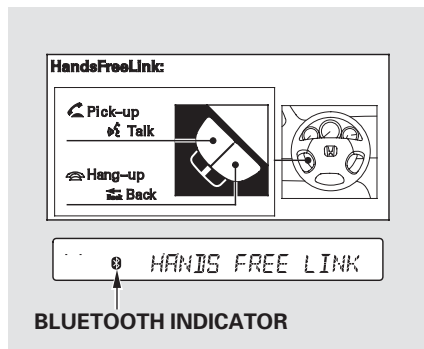 HandsFreeLink:
Pick-up
Talk
Hang-up
Back
HANDS FREE LINK
BLUETOOTH INDICATOR